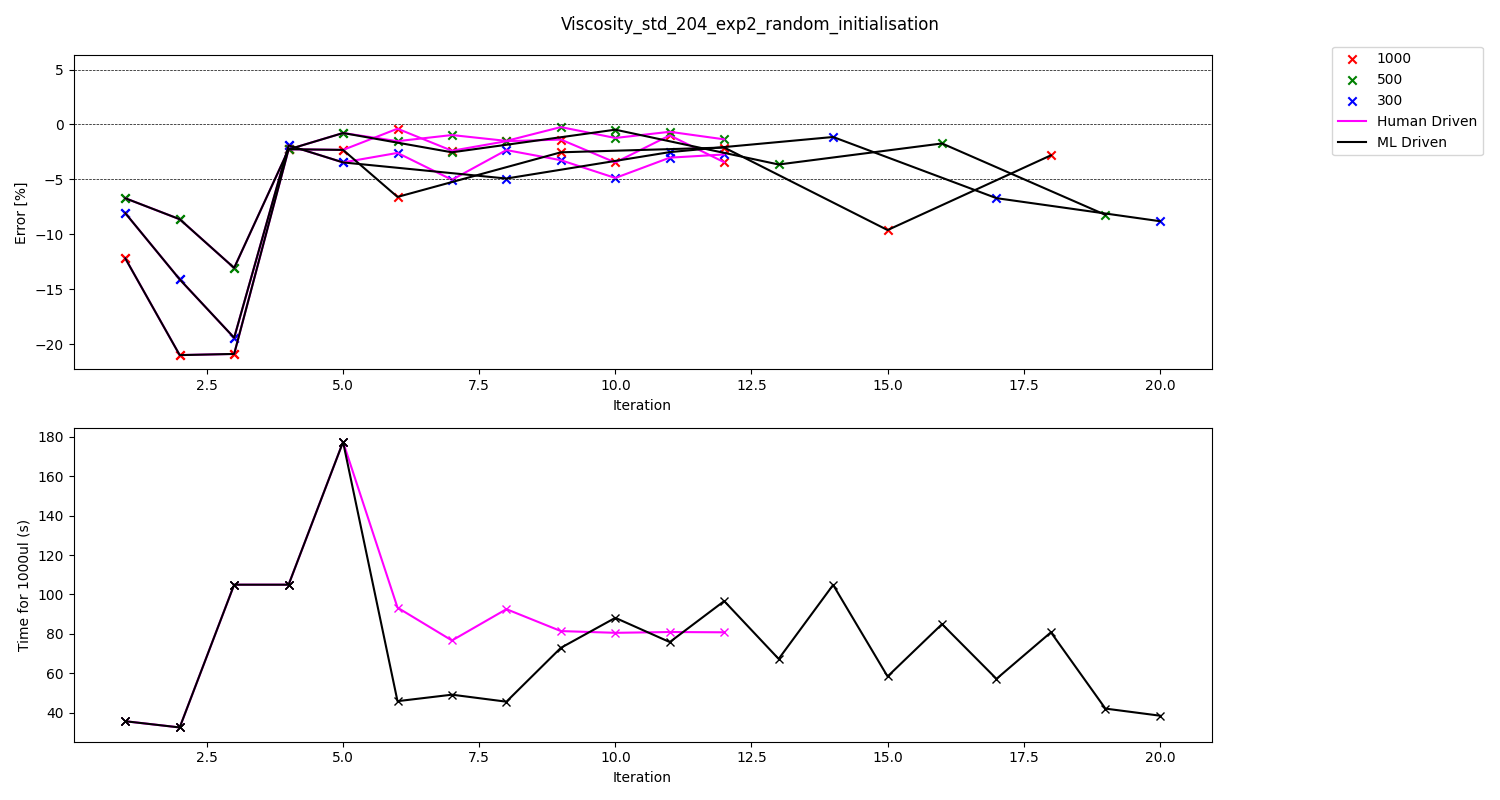 Viscosity_std_204_exp2_random_initialisation
1000
500
300
Human Driven
ML Driven
Error [%]
5
0
−5
−10
−15
−20
2.5 5.0 7.5 10.0 12.5 15.0 17.5 20.0
Iteration
Time for 1000ul (s)
180
160
140
120
100
80
60
40
2.5 5.0 7.5 10.0 12.5 15.0 17.5 20.0
Iteration